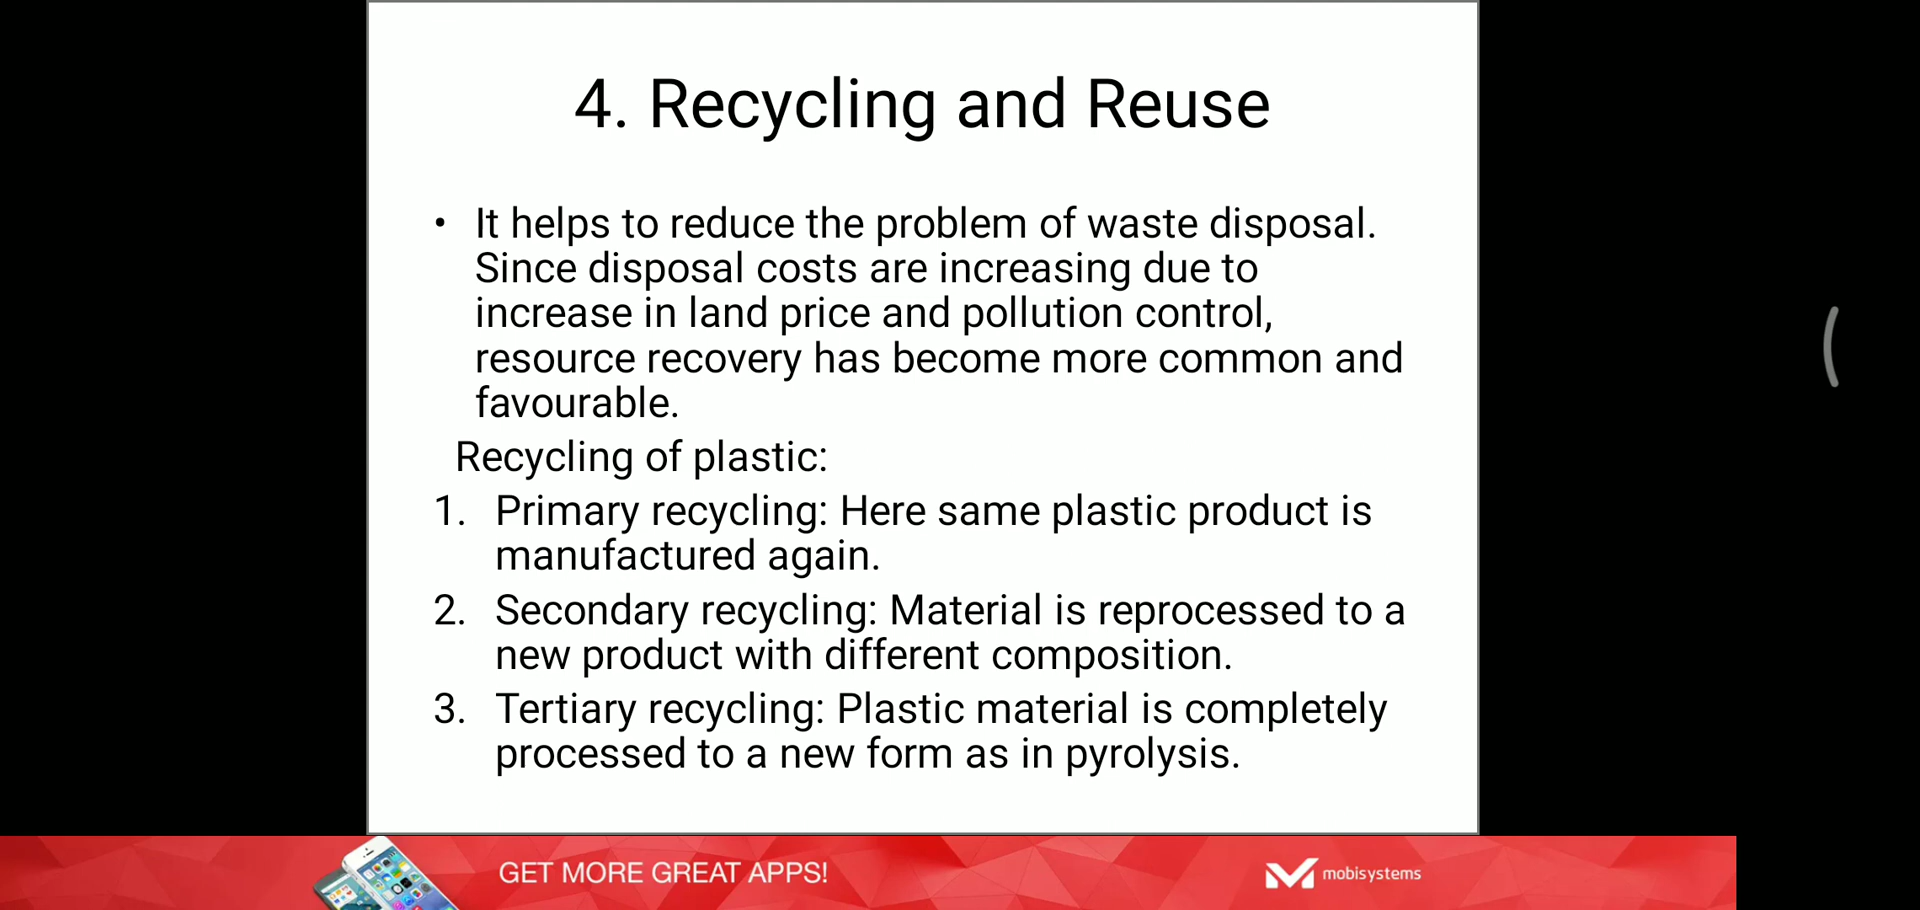 4. Recycling and Reuse
• It helps to reduce the problem of waste disposal.
Since disposal costs are increasing due to
increase in land price and pollution control,
resource recovery has become more common and
favourable.
Recycling of plastic:
1. Primary recycling: Here same plastic product is
manufactured again.
2. Secondary recycling: Material is reprocessed to a
new product with different composition.
3. Tertiary recycling: Plastic material is completely
processed to a new form as in pyrolysis.
GET MORE GREAT APPS!
mobisystems